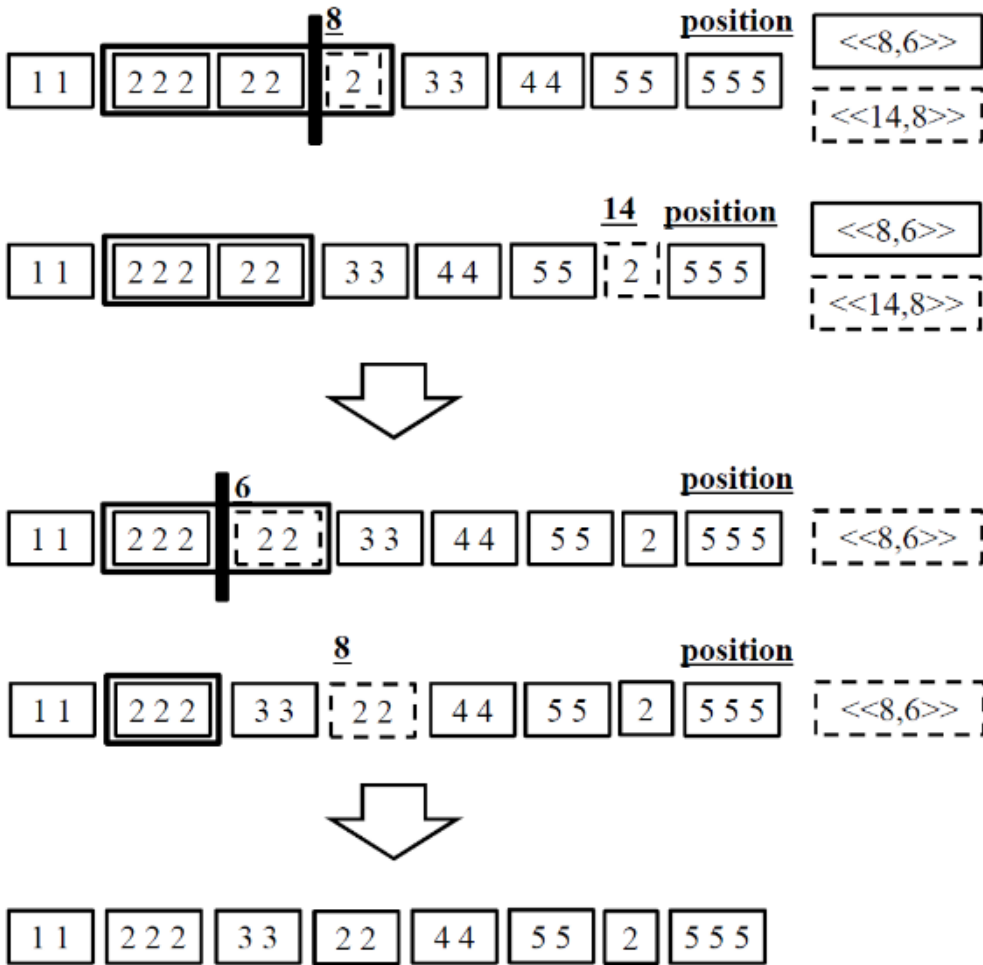 8 position <<8,6>>
1 1 2 2 2 2 2 2 3 3 4 4 5 5 5 5 5
<<14,8>>
14 position <<8,6>>
1 1 2 2 2 2 2 3 3 4 4 5 5 2 5 5 5
<<14,8>>
6 position
1 1 2 2 2 2 2 3 3 4 4 5 5 2 5 5 5 <<8,6>>
8 position
1 1 2 2 2 3 3 2 2 4 4 5 5 2 5 5 5 <<8,6>>
1 1 2 2 2 3 3 2 2 4 4 5 5 2 5 5 5